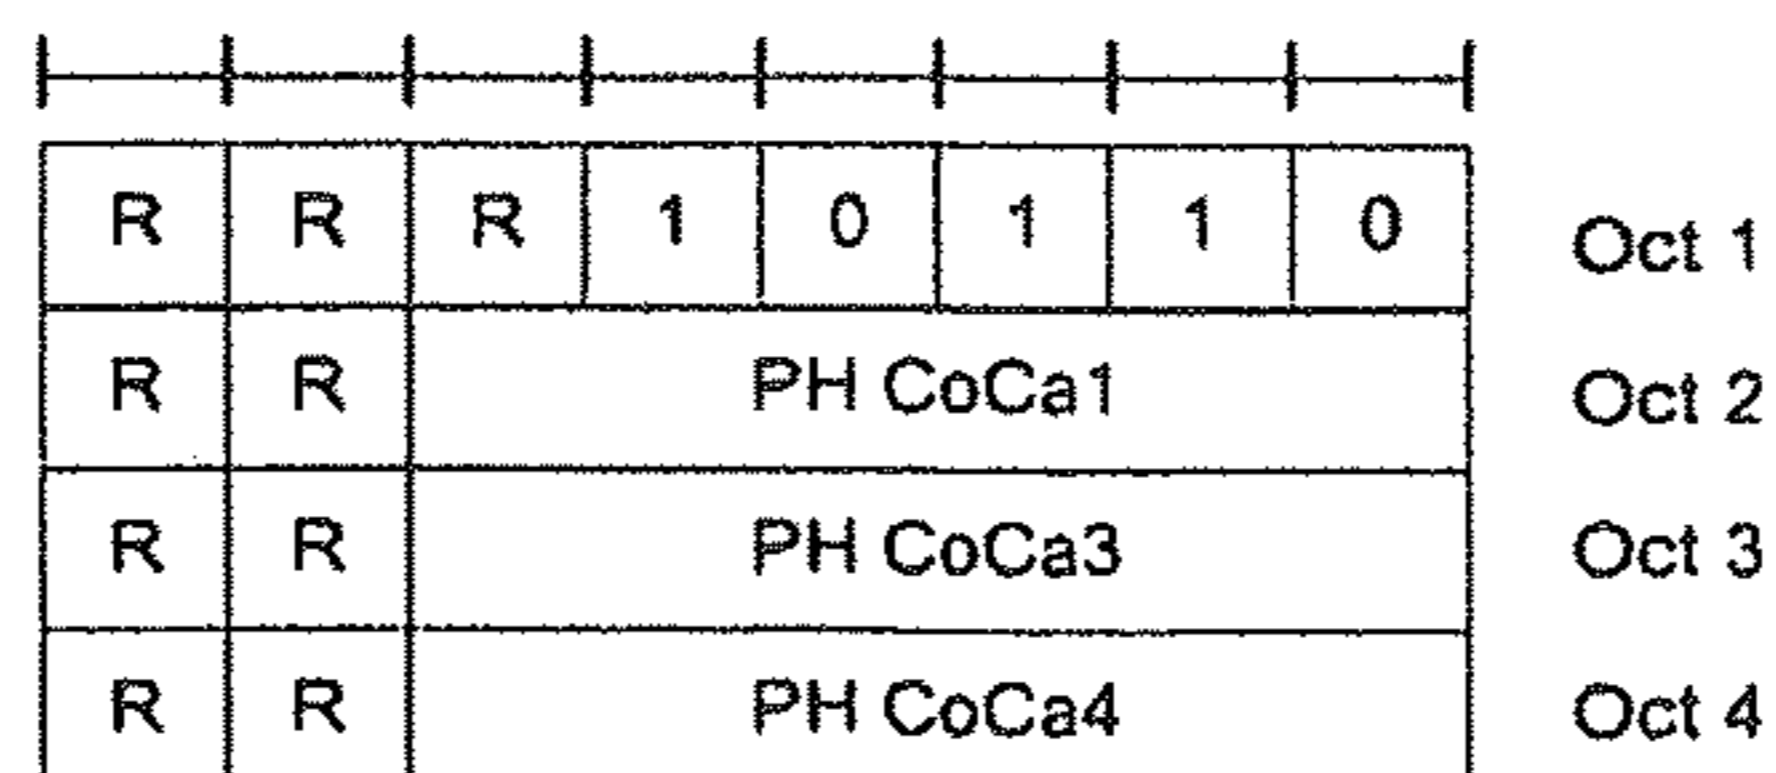 R R R 1 0 1 1 0 Oct 1
R R PH CoCa1 Oct 2
R R PH CoCa3 Oct 3
R R PH CoCa4 Oct 4